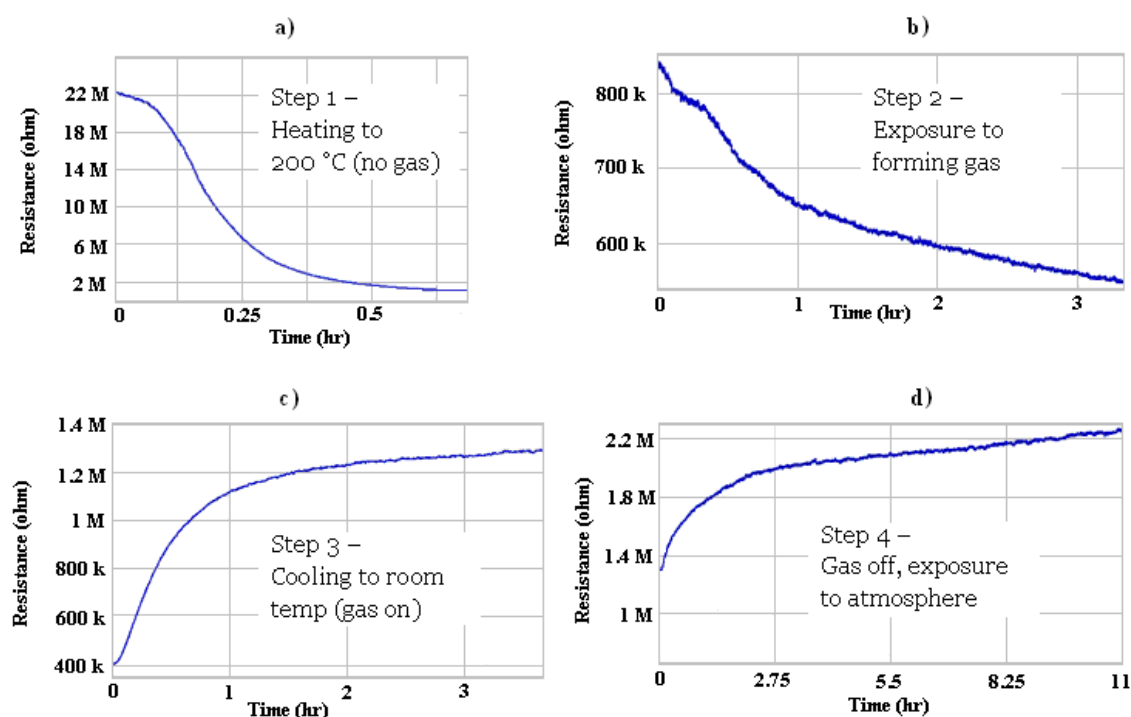 a)
22 M
18 M
14 M
10 M
6 M
2 M
Resistance (ohm)
Step 1 –
Heating to
200 °C (no gas)
0 0.25 0.5
Time (hr)
b)
800 k
700 k
600 k
Resistance (ohm)
Step 2 –
Exposure to
forming gas
0 1 2 3
Time (hr)
c)
1.4 M
1.2 M
1 M
800 k
600 k
400 k
Resistance (ohm)
Step 3 –
Cooling to room
temp (gas on)
0 1 2 3
Time (hr)
d)
2.2 M
1.8 M
1.4 M
1 M
Resistance (ohm)
Step 4 –
Gas off, exposure
to atmosphere
0 2.75 5.5 8.25 11
Time (hr)